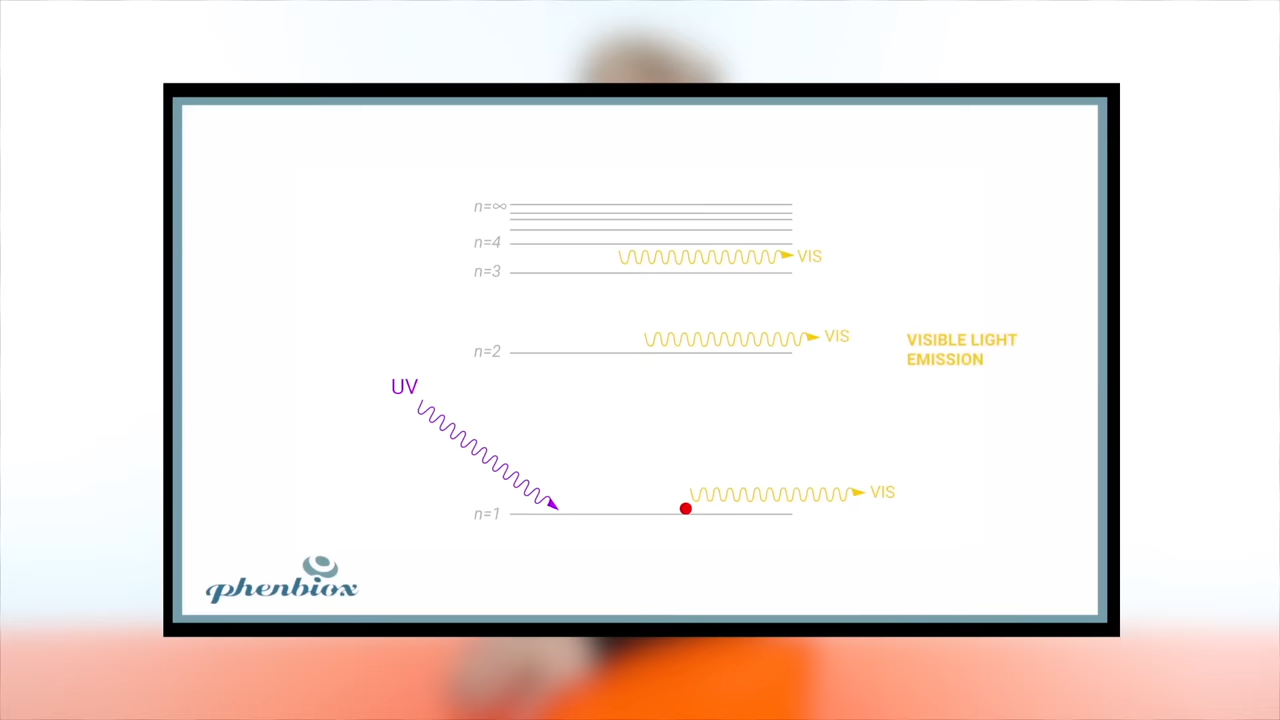 n=∞
n=4
VIS
n=3
VIS
VISIBLE LIGHT
EMISSION
n=2
UV
VIS
n=1
phenbiox